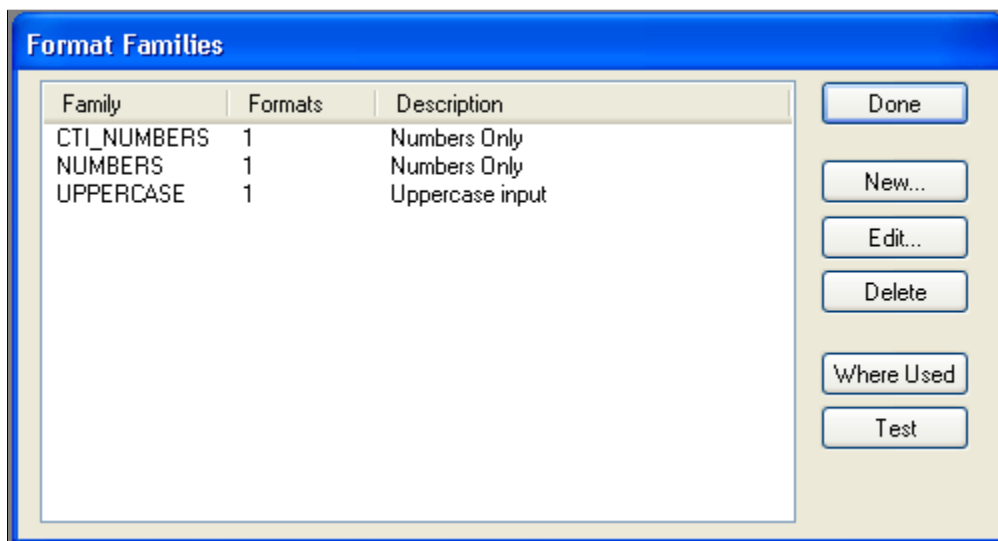 Format Families
Family Formats Description
CTI_NUMBERS 1 Numbers Only
NUMBERS 1 Numbers Only
UPPERCASE 1 Uppercase input
Done
New...
Edit...
Delete
Where Used
Test